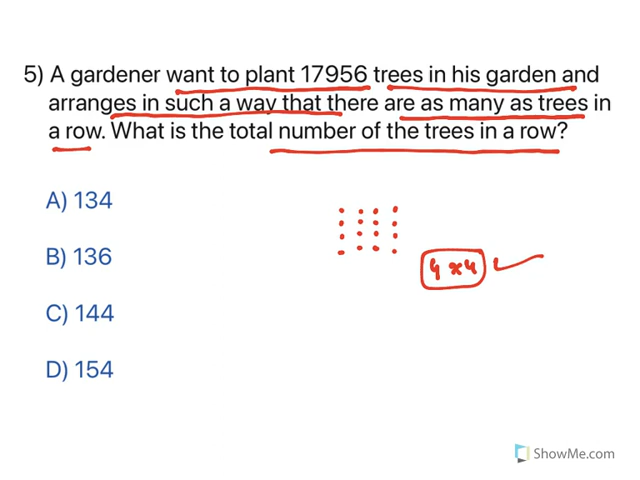 5) A gardener want to plant 17956 trees in his garden and
arranges in such a way that there are as many as trees in
a row. What is the total number of the trees in a row?
A) 134
B) 136
4 x 4
C) 144
D) 154
ShowMe.com